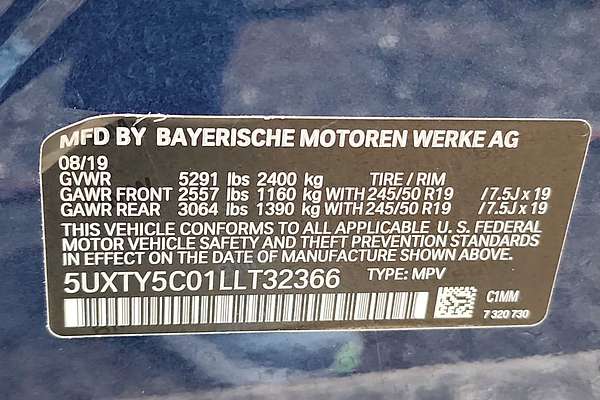 MFD BY BAYERISCHE MOTOREN WERKE AG
08/19
GVWR 5291 lbs 2400 kg TIRE / RIM
GAWR FRONT 2557 lbs 1160 kg WITH 245/50 R19 /7.5J x 19
GAWR REAR 3064 lbs 1390 kg WITH 245/50 R19 /7.5J x 19
THIS VEHICLE CONFORMS TO ALL APPLICABLE U. S. FEDERAL
MOTOR VEHICLE SAFETY AND THEFT PREVENTION STANDARDS
IN EFFECT ON THE DATE OF MANUFACTURE SHOWN ABOVE.
5UXTY5C01LLT32366 TYPE: MPV
C1MM
7 320 730